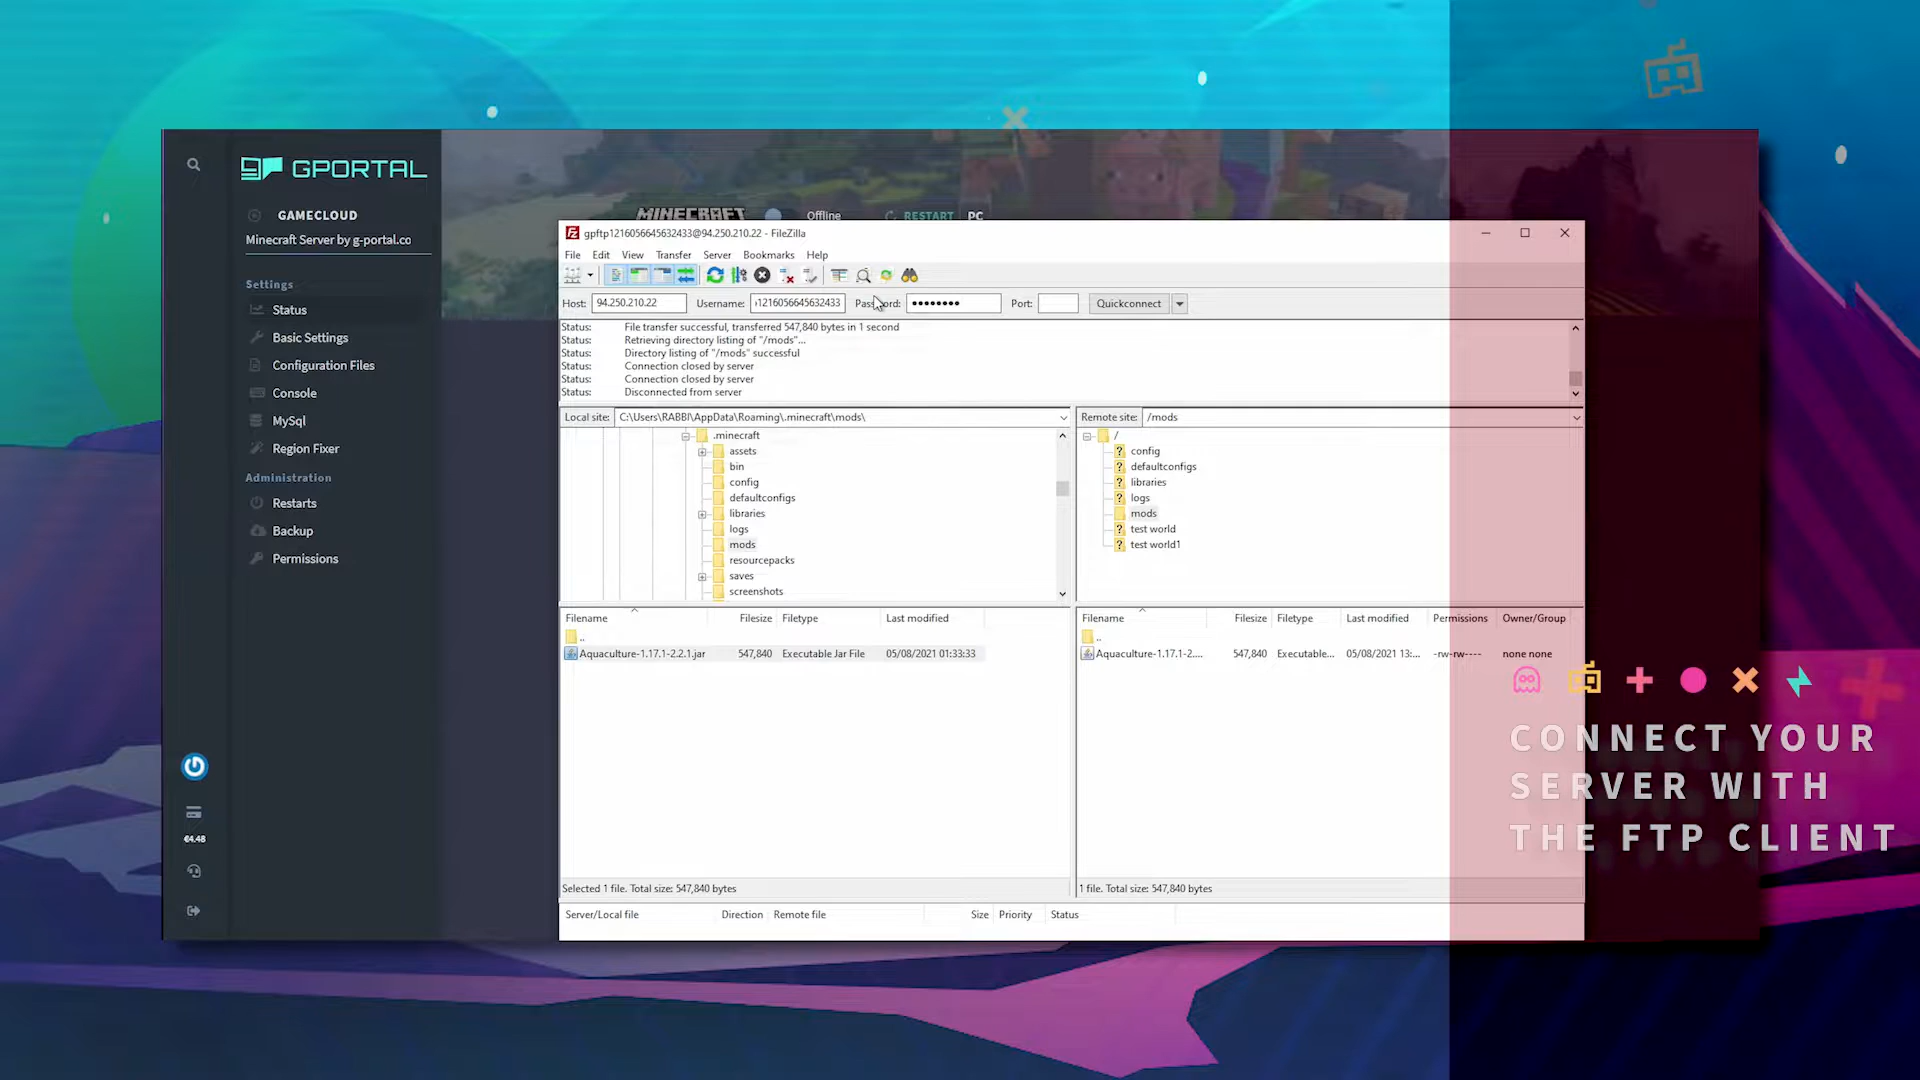 GPORTAL
GAMECLOUD
Minecraft Server by g-portal.co
Settings
Status
Basic Settings
Configuration Files
Console
MySql
Region Fixer
Administration
Restarts
Backup
Permissions
€4.48
MINECRAFT
Offline
RESTART
PC
gpftp1216056645632433@94.250.210.22 - FileZilla
File Edit View Transfer Server Bookmarks Help
Host: 94.250.210.22 Username: 1216056645632433 Password: ●●●●●●●● Port: Quickconnect
Status: File transfer successful, transferred 547,840 bytes in 1 second
Status: Retrieving directory listing of "/mods"...
Status: Directory listing of "/mods" successful
Status: Connection closed by server
Status: Connection closed by server
Status: Disconnected from server
Local site: C:\Users\RABBI\AppData\Roaming\.minecraft\mods\
.minecraft
assets
bin
config
defaultconfigs
libraries
logs
mods
resourcepacks
saves
screenshots
Filename Filesize Filetype Last modified
..
Aquaculture-1.17.1-2.2.1.jar 547,840 Executable Jar File 05/08/2021 01:33:33
Selected 1 file. Total size: 547,840 bytes
Remote site: /mods
/
config
defaultconfigs
libraries
logs
mods
test world
test world1
Filename Filesize Filetype Last modified Permissions Owner/Group
..
Aquaculture-1.17.1-2.... 547,840 Executable... 05/08/2021 13:... -rw-rw---- none none
1 file. Total size: 547,840 bytes
Server/Local file Direction Remote file Size Priority Status
CONNECT YOUR
SERVER WITH
THE FTP CLIENT